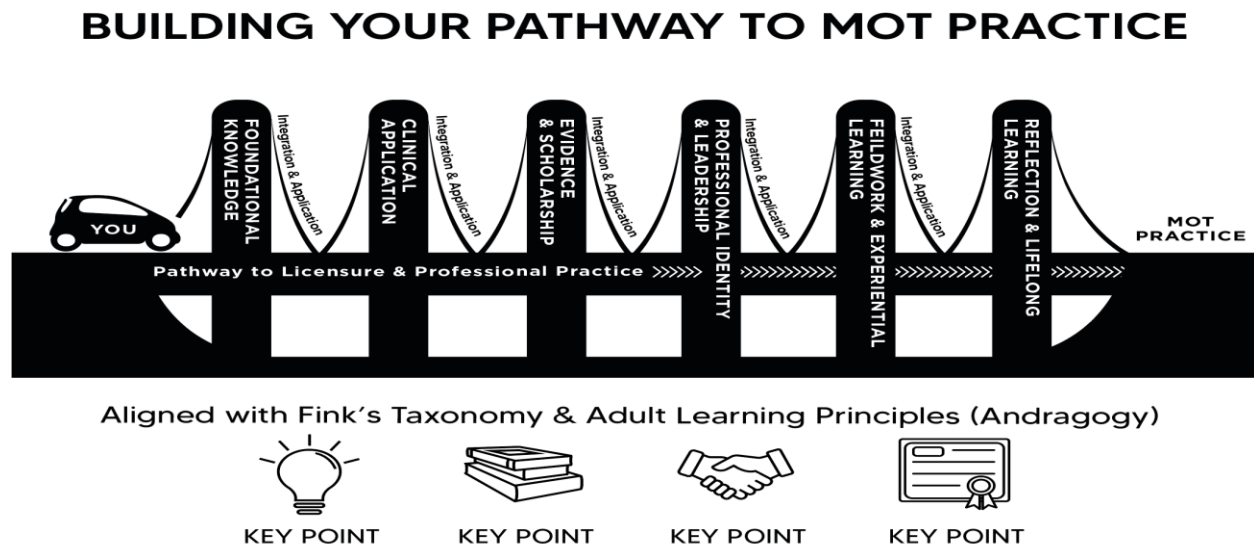 BUILDING YOUR PATHWAY TO MOT PRACTICE
FOUNDATIONAL
KNOWLEDGE
Integration & Application
CLINICAL
APPLICATION
Integration & Application
EVIDENCE
& SCHOLARSHIP
Integration & Application
PROFESSIONAL IDENTITY
& LEADERSHIP
Integration & Application
FEILDWORK & EXPERIENTIAL
LEARNING
Integration & Application
REFLECTION & LIFELONG
LEARNING
YOU
MOT
PRACTICE
Pathway to Licensure & Professional Practice
Aligned with Fink's Taxonomy & Adult Learning Principles (Andragogy)
KEY POINT
KEY POINT
KEY POINT
KEY POINT